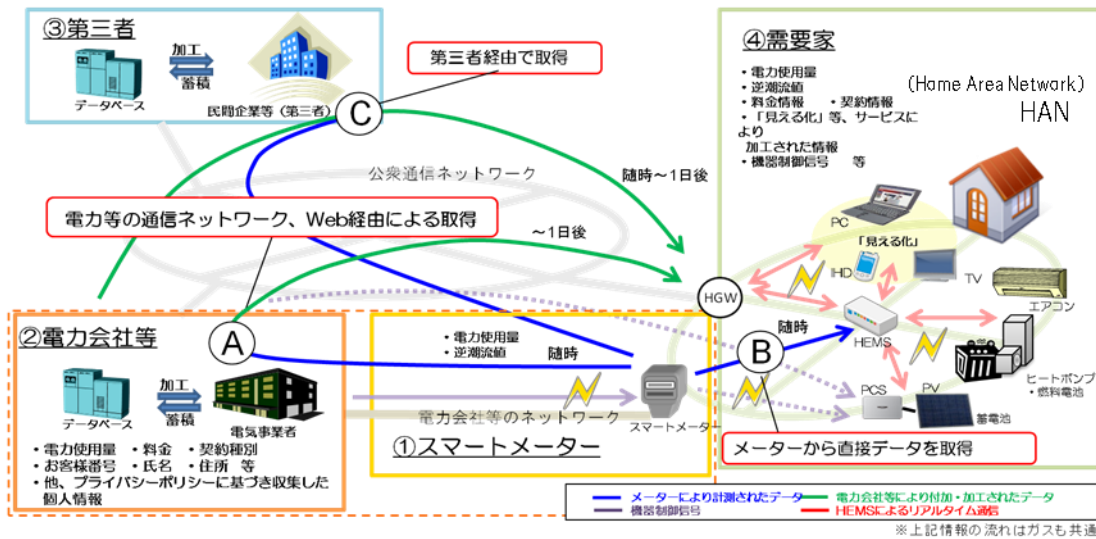 ③第三者
加工
蓄積
データベース
民間企業等（第三者）
第三者経由で取得
C
④需要家
・電力使用量
・逆潮流値
・料金情報　・契約情報
・「見える化」等、サービスに
より
加工された情報
・機器制御信号　等
(Home Area Network)
HAN
公衆通信ネットワーク
随時～1日後
電力等の通信ネットワーク、Web経由による取得
～1日後
PC
「見える化」
IHD
TV
エアコン
HGW
HEMS
ヒートポンプ
・燃料電池
PCS
PV
蓄電池
②電力会社等
A
加工
蓄積
データベース
電気事業者
・電力使用量　・料金　・契約種別
・お客様番号　・氏名　・住所　等
・他、プライバシーポリシーに基づき収集した
個人情報
・電力使用量
・逆潮流値
随時
電力会社等のネットワーク
スマートメーター
①スマートメーター
B
随時
メーターから直接データを取得
メーターにより計測されたデータ
電力会社等により付加・加工されたデータ
機器制御信号
HEMSによるリアルタイム通信
※上記情報の流れはガスも共通